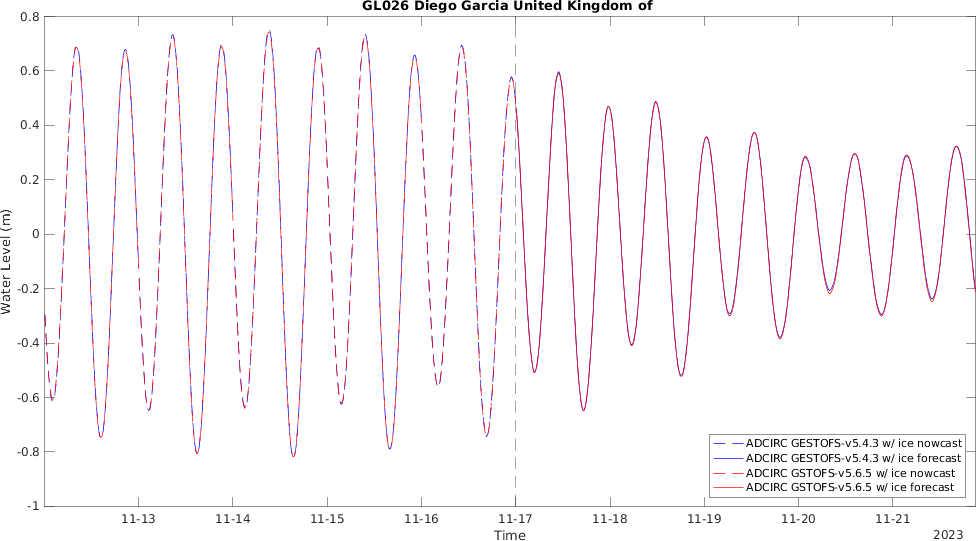 GL026 Diego Garcia United Kingdom of
0.8
0.6
0.4
0.2
0
-0.2
-0.4
-0.6
-0.8
-1
Water Level (m)
ADCIRC GESTOFS-v5.4.3 w/ ice nowcast
ADCIRC GESTOFS-v5.4.3 w/ ice forecast
ADCIRC GSTOFS-v5.6.5 w/ ice nowcast
ADCIRC GSTOFS-v5.6.5 w/ ice forecast
11-13 11-14 11-15 11-16 11-17 11-18 11-19 11-20 11-21
Time
2023